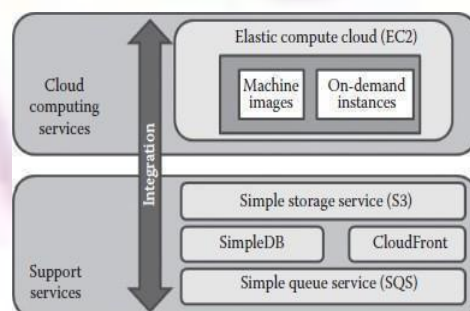 Elastic compute cloud (EC2)
Cloud
computing
services
Machine
images
On-demand
instances
Integration
Simple storage service (S3)
SimpleDB
CloudFront
Support
services
Simple queue service (SQS)